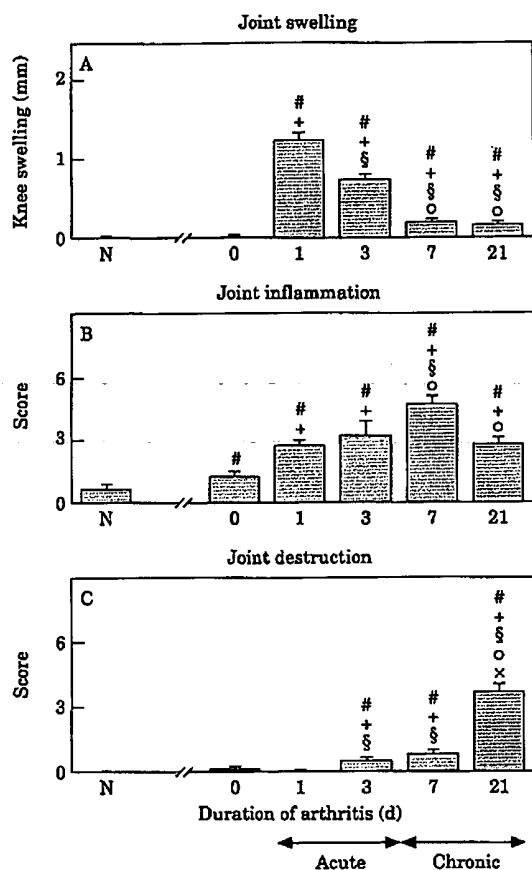 Joint swelling
A
Knee swelling (mm)
2
1
0
#
+
#
+
§
#
+
§
o
#
+
§
o
N 0 1 3 7 21
Joint inflammation
B
Score
6
3
0
#
#
+
#
+
#
+
§
o
#
+
o
N 0 1 3 7 21
Joint destruction
C
Score
6
3
0
#
+
§
#
+
§
#
+
§
o
×
N 0 1 3 7 21
Duration of arthritis (d)
Acute Chronic